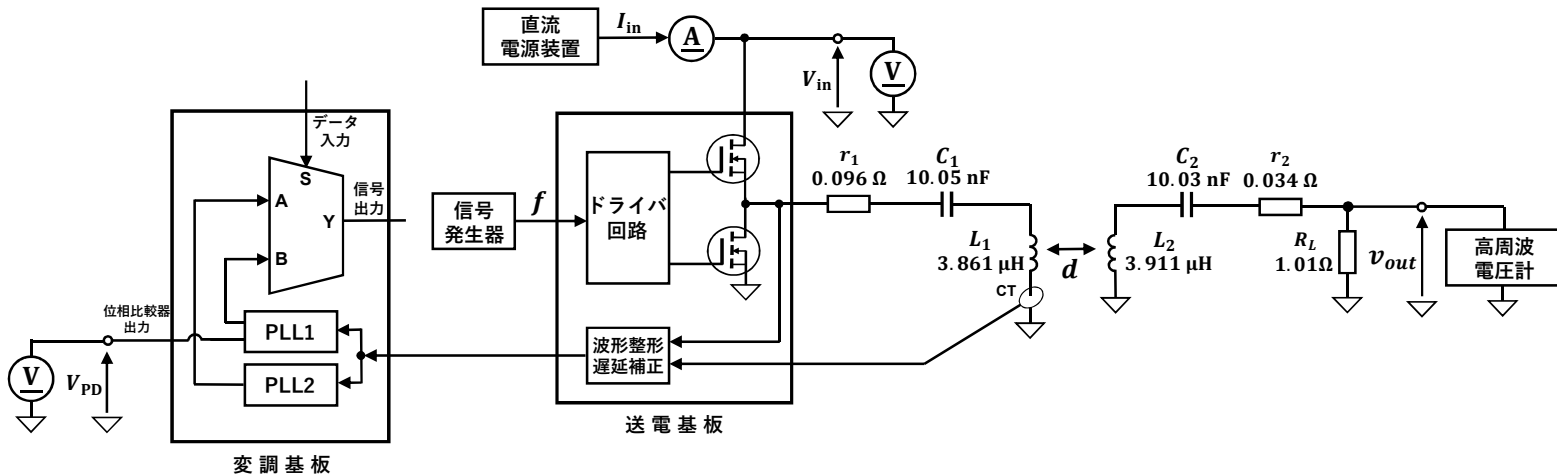 直流
電源装置
I_in
A
V_in
V
データ
入力
S
A
B
Y
信号
出力
信号
発生器
f
ドライバ
回路
r_1
0.096 Ω
C_1
10.05 nF
L_1
3.861 μH
CT
d
C_2
10.03 nF
r_2
0.034 Ω
L_2
3.911 μH
R_L
1.01Ω
v_out
高周波
電圧計
位相比較器
出力
V
V_PD
PLL1
PLL2
波形整形
遅延補正
変調基板
送電基板